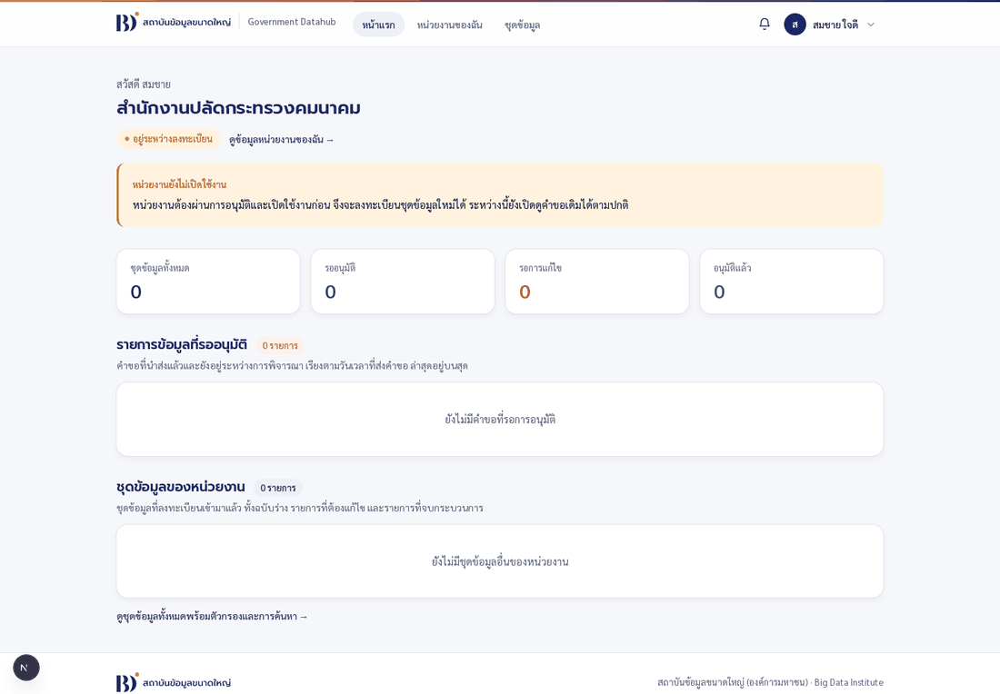 สถาบันข้อมูลขนาดใหญ่
Government Datahub
หน้าแรก
หน่วยงานของฉัน
ชุดข้อมูล
ส
สมชาย ใจดี
สวัสดี สมชาย
สำนักงานปลัดกระทรวงคมนาคม
อยู่ระหว่างลงทะเบียน
ดูข้อมูลหน่วยงานของฉัน →
หน่วยงานยังไม่เปิดใช้งาน
หน่วยงานต้องผ่านการอนุมัติและเปิดใช้งานก่อน จึงจะลงทะเบียนชุดข้อมูลใหม่ได้ ระหว่างนี้ยังเปิดดูคำขอเดิมได้ตามปกติ
ชุดข้อมูลทั้งหมด
0
รออนุมัติ
0
รอการแก้ไข
0
อนุมัติแล้ว
0
รายการข้อมูลที่รออนุมัติ
0 รายการ
คำขอที่นำส่งแล้วและยังอยู่ระหว่างการพิจารณา เรียงตามวันเวลาที่ส่งคำขอ ล่าสุดอยู่บนสุด
ยังไม่มีคำขอที่รอการอนุมัติ
ชุดข้อมูลของหน่วยงาน
0 รายการ
ชุดข้อมูลที่ลงทะเบียนเข้ามาแล้ว ทั้งฉบับร่าง รายการที่ต้องแก้ไข และรายการที่จบกระบวนการ
ยังไม่มีชุดข้อมูลอื่นของหน่วยงาน
ดูชุดข้อมูลทั้งหมดพร้อมตัวกรองและการค้นหา →
N
สถาบันข้อมูลขนาดใหญ่
สถาบันข้อมูลขนาดใหญ่ (องค์การมหาชน) · Big Data Institute